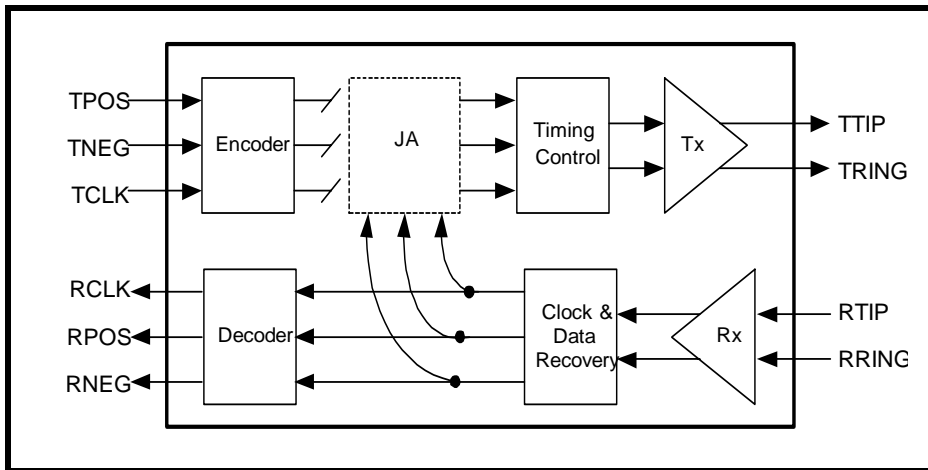 TPOS
TNEG
TCLK
Encoder
JA
Timing
Control
Tx
TTIP
TRING
RCLK
RPOS
RNEG
Decoder
Clock &
Data
Recovery
Rx
RTIP
RRING